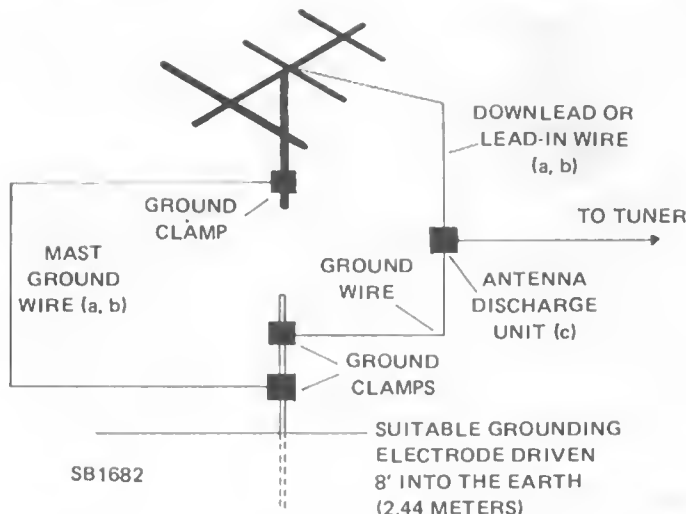 DOWNLEAD OR
LEAD-IN WIRE
(a, b)
GROUND
CLAMP
TO TUNER
MAST
GROUND
WIRE (a, b)
GROUND
WIRE
ANTENNA
DISCHARGE
UNIT (c)
GROUND
CLAMPS
SUITABLE GROUNDING
ELECTRODE DRIVEN
8' INTO THE EARTH
(2.44 METERS)
SB1682